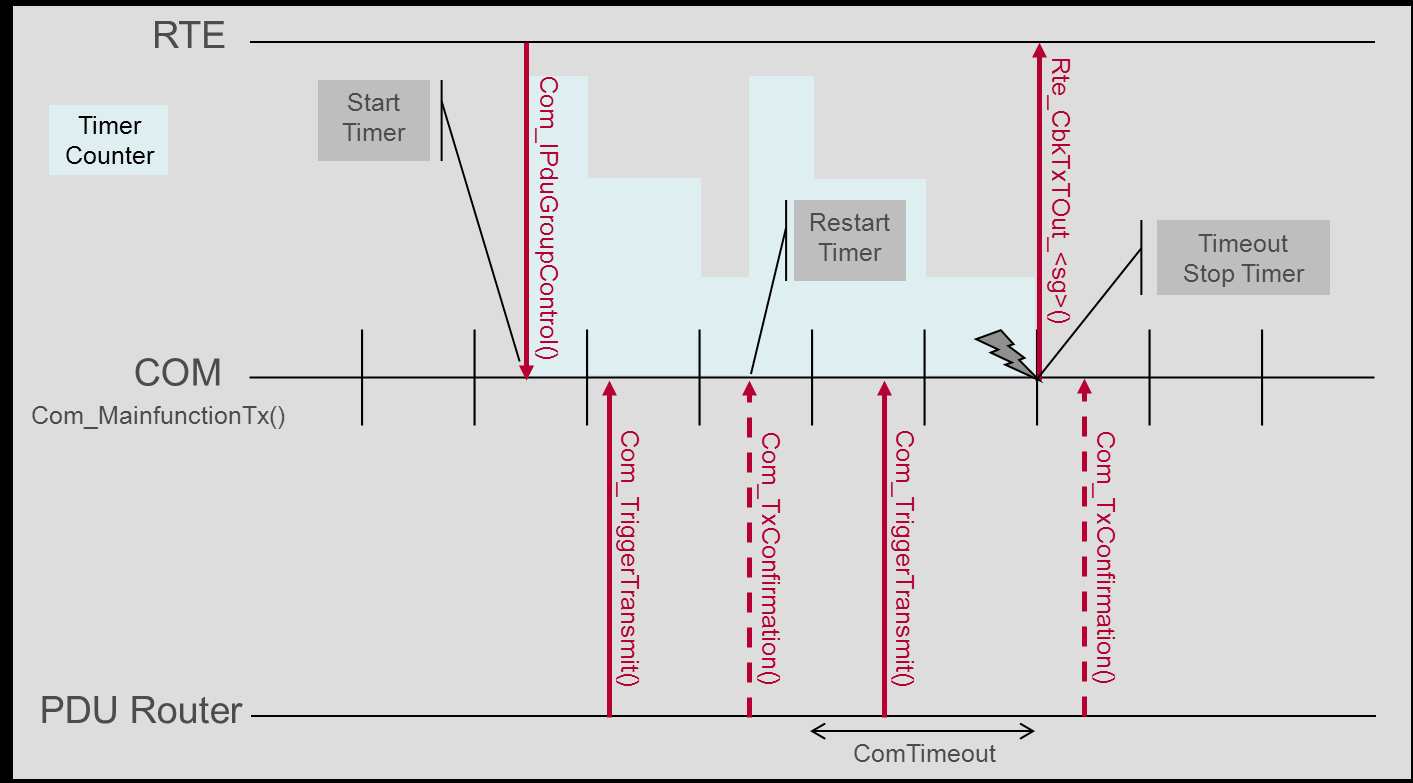 RTE
Timer
Counter
Start
Timer
Com_IPduGroupControl()
Restart
Timer
Rte_CbkTxTOut_<sg>()
Timeout
Stop Timer
COM
Com_MainfunctionTx()
Com_TriggerTransmit()
Com_TxConfirmation()
Com_TriggerTransmit()
Com_TxConfirmation()
PDU Router
ComTimeout